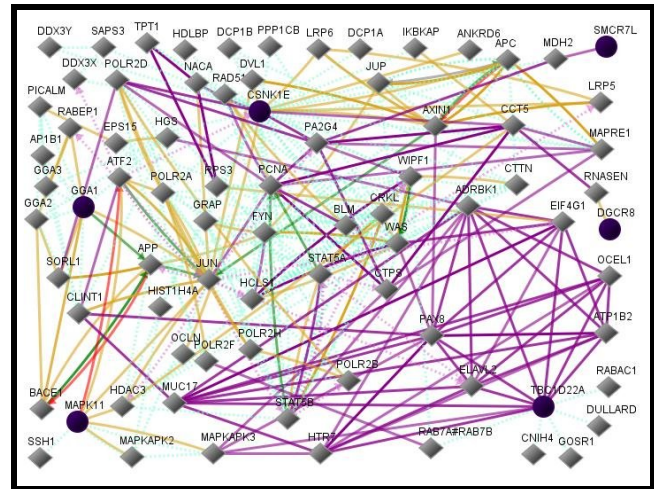 DDX3Y
SAPS3
TPT1
HDLBP
DCP1B
PPP1CB
LRP6
DCP1A
IKBKAP
ANKRD6
APC
MDH2
SMCR7L
DDX3X
POLR2D
NACA
DVL1
JUP
RAD51
PICALM
CSNK1E
AXIN1
CCT5
LRP5
RABEP1
HGS
PA2G4
MAPRE1
AP1B1
EPS15
ATF2
RPS3
PCNA
WIPF1
CTTN
RNASEN
GGA3
POLR2A
GGA1
GRAP
BLM
CRKL
ADRBK1
EIF4G1
DGCR8
GGA2
FYN
WAS
SORL1
APP
JUN
STAT5A
CTPS
OCEL1
HIST1H4A
HCLS1
CLINT1
PAX8
ATP1B2
OCLN
POLR2H
POLR2F
POLR2B
ELAVL2
RABAC1
BACE1
HDAC3
MUC17
TBC1D22A
MAPK11
STAT5B
DULLARD
SSH1
MAPKAPK2
MAPKAPK3
HTR7
RAB7A#RAB7B
CNIH4
GOSR1